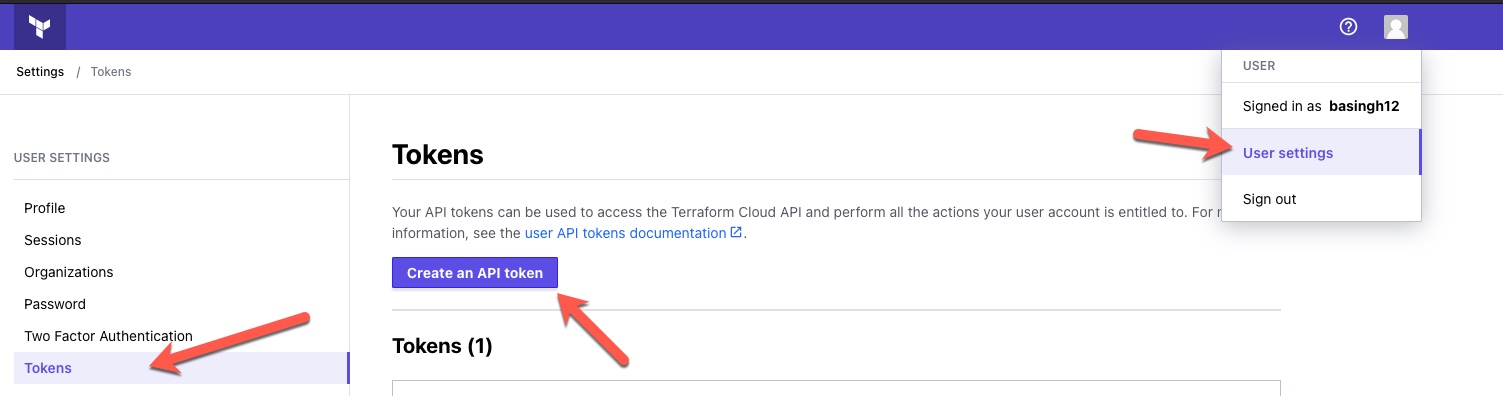 Settings / Tokens
USER
Signed in as basingh12
User settings
Sign out
USER SETTINGS
Profile
Sessions
Organizations
Password
Two Factor Authentication
Tokens
Tokens
Your API tokens can be used to access the Terraform Cloud API and perform all the actions your user account is entitled to. For
information, see the user API tokens documentation.
Create an API token
Tokens (1)